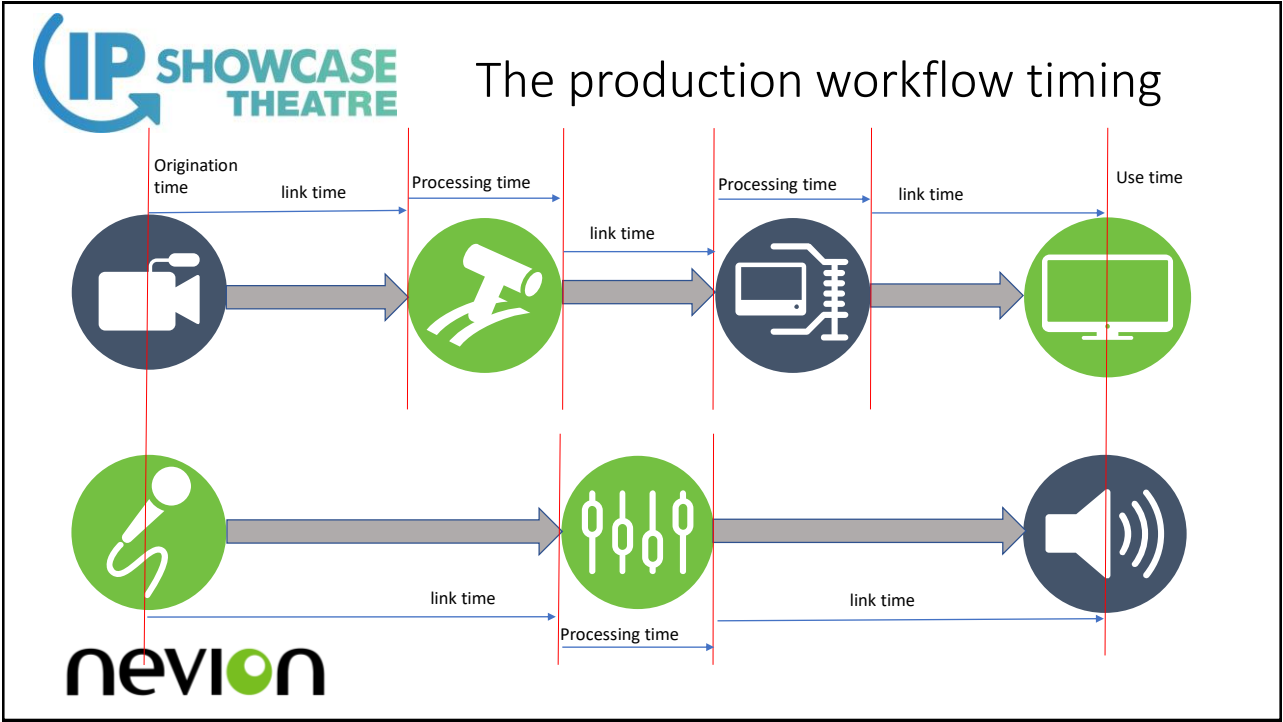 IP SHOWCASE
THEATRE
The production workflow timing
Origination
time
link time
Processing time
link time
Processing time
link time
Use time
link time
Processing time
link time
nevion